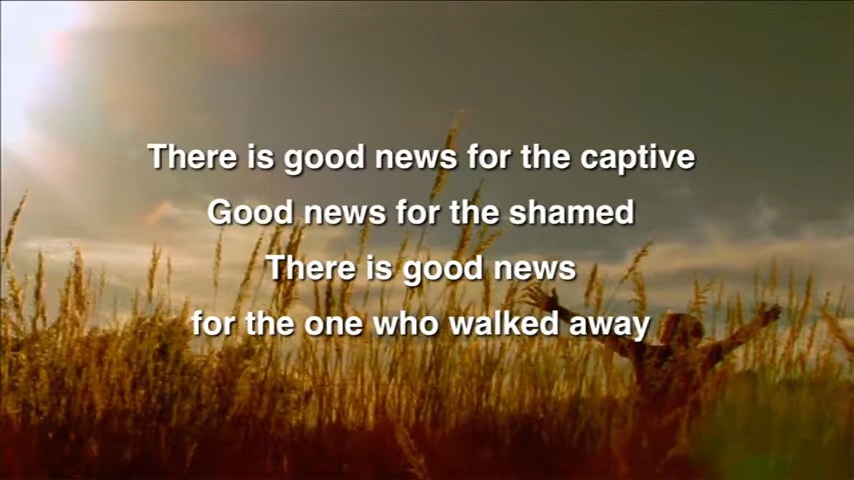 There is good news for the captive
Good news for the shamed
There is good news
for the one who walked away